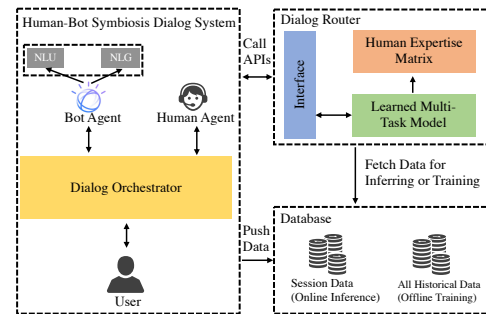 Human-Bot Symbiosis Dialog System
NLU
NLG
Bot Agent
Human Agent
Dialog Orchestrator
User
Call
APIs
Push
Data
Dialog Router
Interface
Human Expertise
Matrix
Learned Multi-
Task Model
Fetch Data for
Inferring or Training
Database
Session Data
(Online Inference)
All Historical Data
(Offline Training)